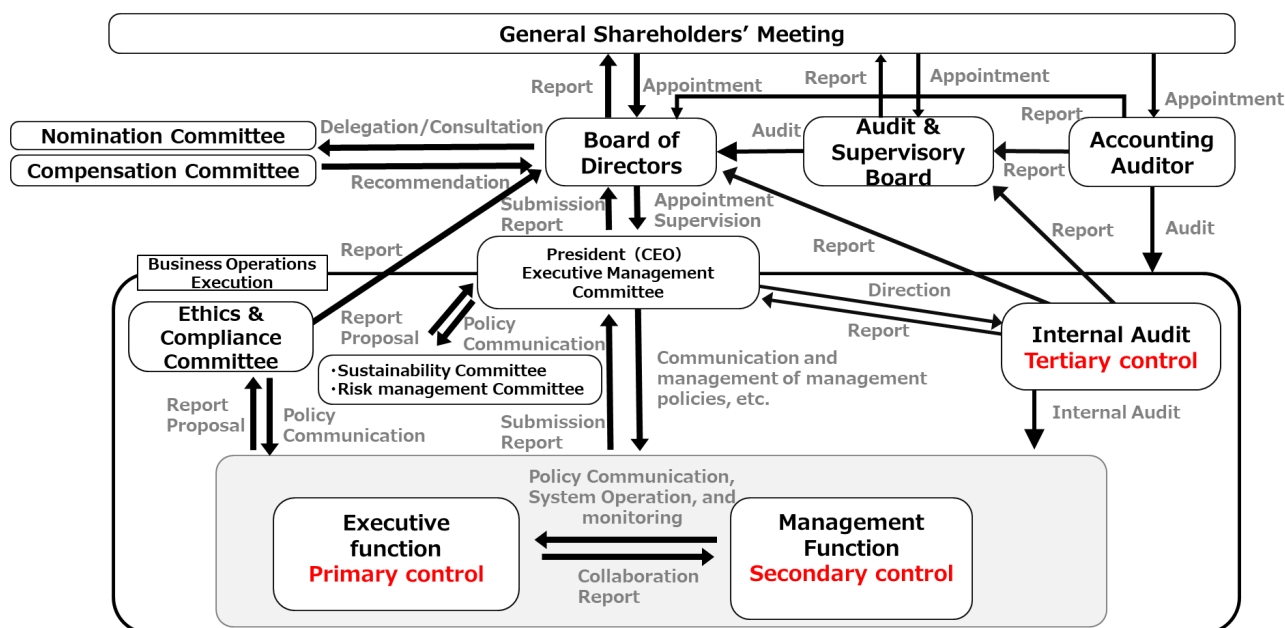 General Shareholders’ Meeting
Report
Appointment
Report
Appointment
Appointment
Report
Nomination Committee
Compensation Committee
Delegation/Consultation
Recommendation
Board of
Directors
Audit
Audit &
Supervisory
Board
Report
Accounting
Auditor
Submission
Report
Appointment
Supervision
Report
Report
Report
Audit
Business Operations
Execution
President（CEO）
Executive Management
Committee
Ethics &
Compliance
Committee
Report
Proposal
Policy
Communication
Direction
Report
Internal Audit
Tertiary control
・Sustainability Committee
・Risk management Committee
Communication and
management of management
policies, etc.
Report
Proposal
Policy
Communication
Submission
Report
Internal Audit
Policy Communication,
System Operation, and
monitoring
Executive
function
Primary control
Management
Function
Secondary control
Collaboration
Report